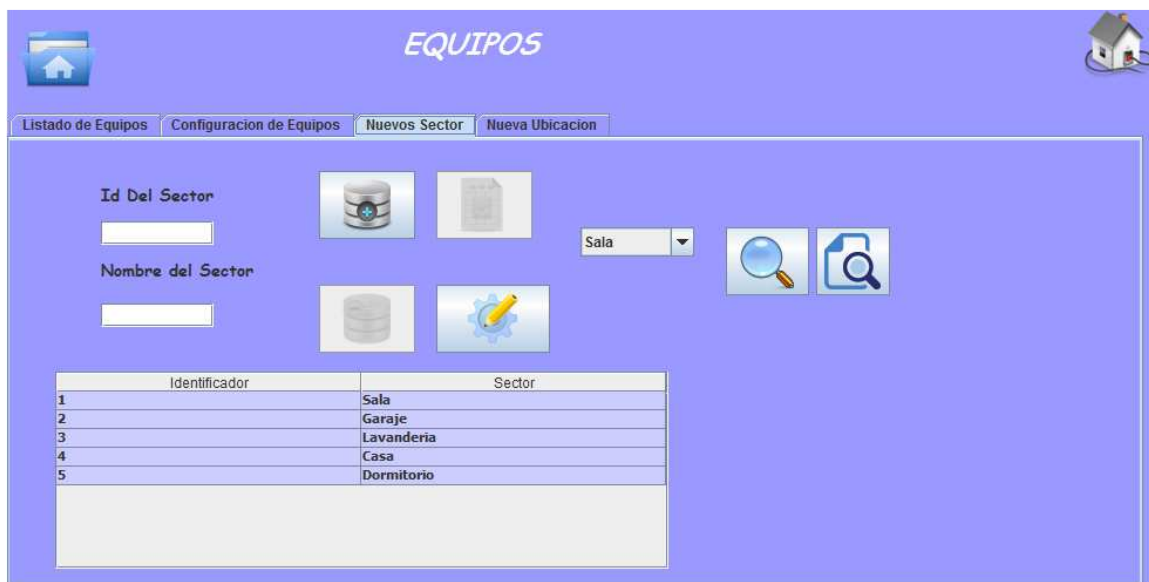 EQUIPOS
Listado de Equipos Configuracion de Equipos Nuevos Sector Nueva Ubicacion
Id Del Sector
Sala
Nombre del Sector
Identificador Sector
1 Sala
2 Garaje
3 Lavanderia
4 Casa
5 Dormitorio